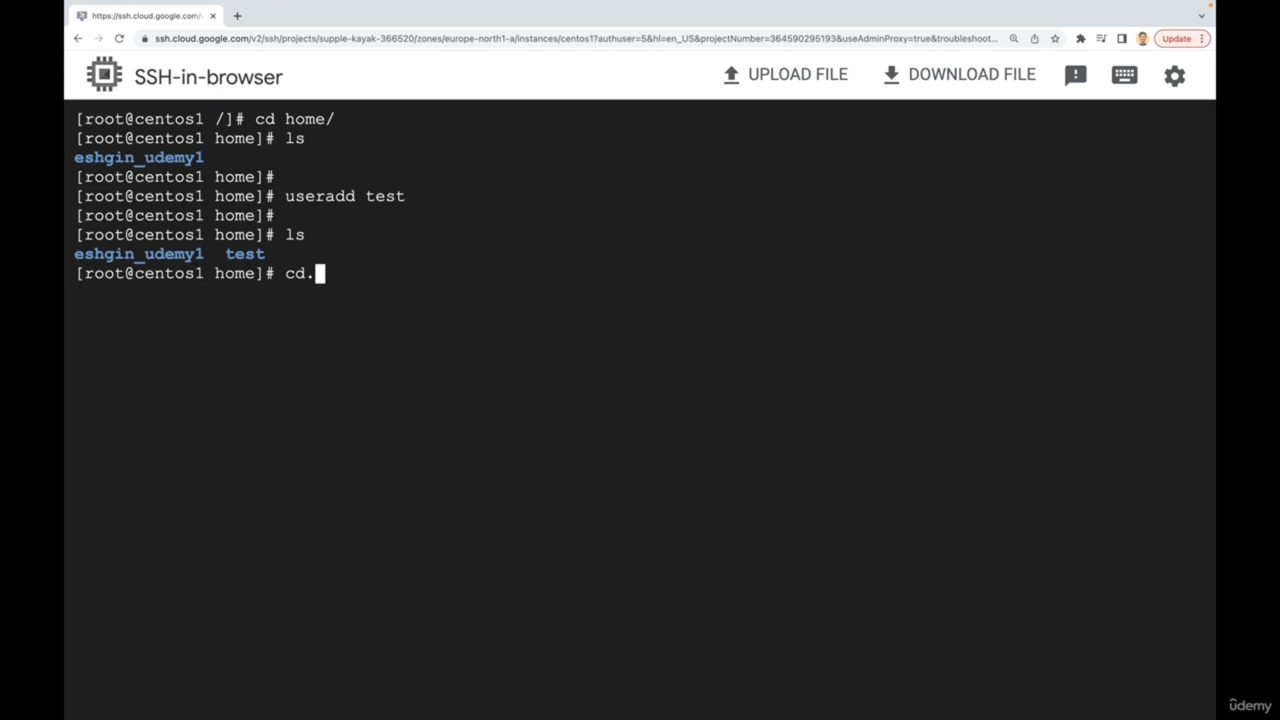 https://ssh.cloud.google.com/v
ssh.cloud.google.com/v2/ssh/projects/supple-kayak-366520/zones/europe-north1-a/instances/centos1?authuser=5&hl=en_US&projectNumber=364590295193&useAdminProxy=true&troubleshoot... Update
SSH-in-browser UPLOAD FILE DOWNLOAD FILE
[root@centos1 /]# cd home/
[root@centos1 home]# ls
eshgin_udemy1
[root@centos1 home]#
[root@centos1 home]# useradd test
[root@centos1 home]#
[root@centos1 home]# ls
eshgin_udemy1  test
[root@centos1 home]# cd.
udemy